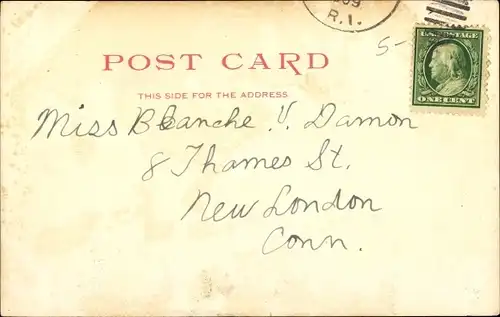 09
R.I.
5-
U.S. POSTAGE
ONE CENT
POST CARD
THIS SIDE FOR THE ADDRESS.
Miss Blanche V. Damon
8 Thames St.
New London
Conn.